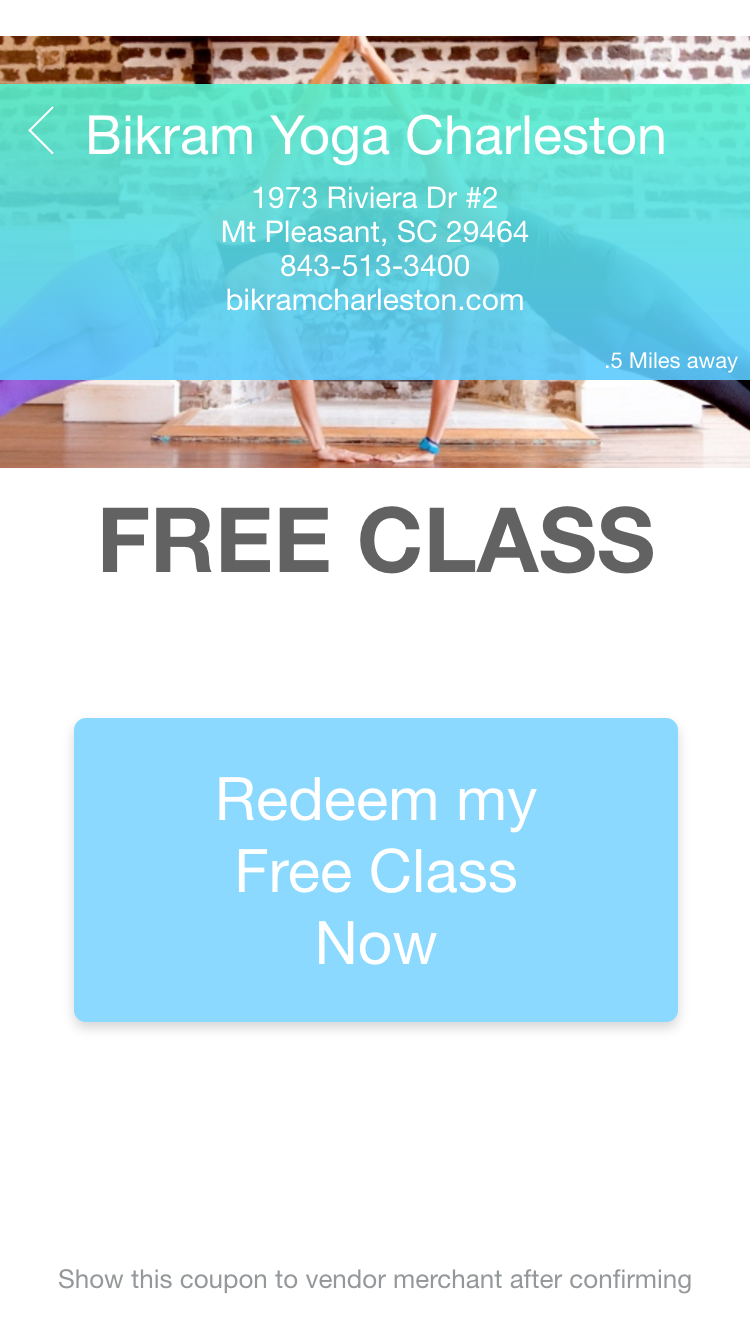 Bikram Yoga Charleston
1973 Riviera Dr #2
Mt Pleasant, SC 29464
843-513-3400
bikramcharleston.com
.5 Miles away
FREE CLASS
Redeem my
Free Class
Now
Show this coupon to vendor merchant after confirming